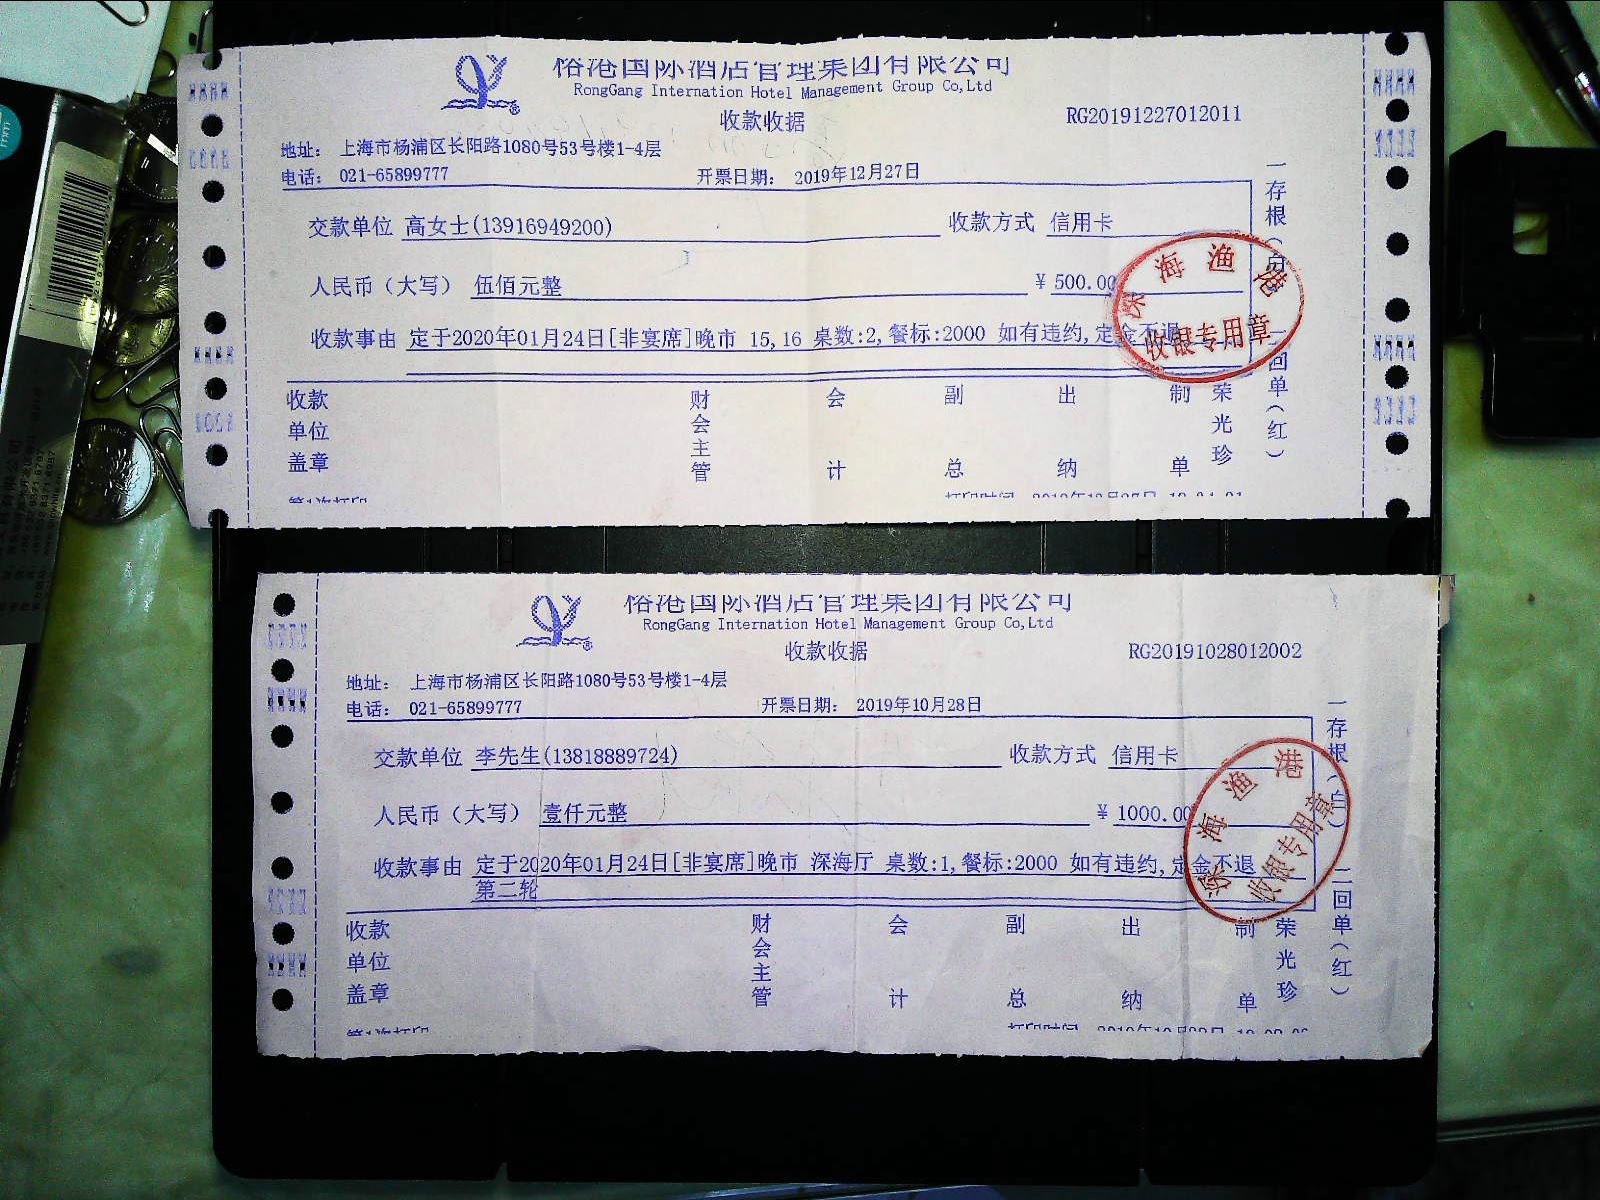 裕港国际酒店管理集团有限公司
RongGang Internation Hotel Management Group Co,Ltd
收款收据
RG20191227012011
地址： 上海市杨浦区长阳路1080号53号楼1-4层
电话： 021-65899777 开票日期： 2019年12月27日
交款单位 高女士(13916949200) 收款方式 信用卡
人民币（大写） 伍佰元整 ¥ 500.00
收款事由 定于2020年01月24日[非宴席]晚市 15,16 桌数:2,餐标:2000 如有违约,定金不退
收款单位盖章 财会主管 会计 副总 出纳 制单 荣光珍
一存根（白） 二回单（红）
深海渔港
收银专用章
第1次打印
裕港国际酒店管理集团有限公司
RongGang Internation Hotel Management Group Co,Ltd
收款收据
RG20191028012002
地址： 上海市杨浦区长阳路1080号53号楼1-4层
电话： 021-65899777 开票日期： 2019年10月28日
交款单位 李先生(13818889724) 收款方式 信用卡
人民币（大写） 壹仟元整 ¥ 1000.00
收款事由 定于2020年01月24日[非宴席]晚市 深海厅 桌数:1,餐标:2000 如有违约,定金不退
第二轮
收款单位盖章 财会主管 会计 副总 出纳 制单 荣光珍
一存根（白） 二回单（红）
深海渔港
收银专用章
第1次打印